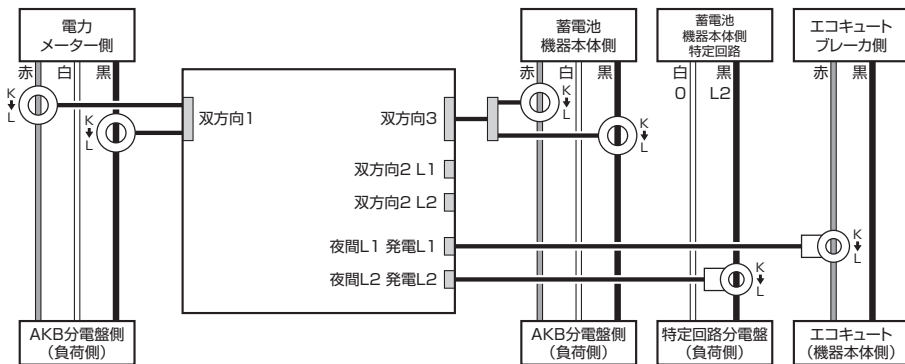 電力
メーター側
赤
白
黒
K
L
K
L
双方向1
双方向3
双方向2 L1
双方向2 L2
夜間L1 発電L1
夜間L2 発電L2
AKB分電盤側
(負荷側)
蓄電池
機器本体側
赤
白
黒
K
L
K
L
AKB分電盤側
(負荷側)
蓄電池
機器本体側
特定回路
白
黒
O
L2
K
L
特定回路分電盤
(負荷側)
エコキュート
ブレーカ側
赤
黒
K
L
エコキュート
(機器本体側)